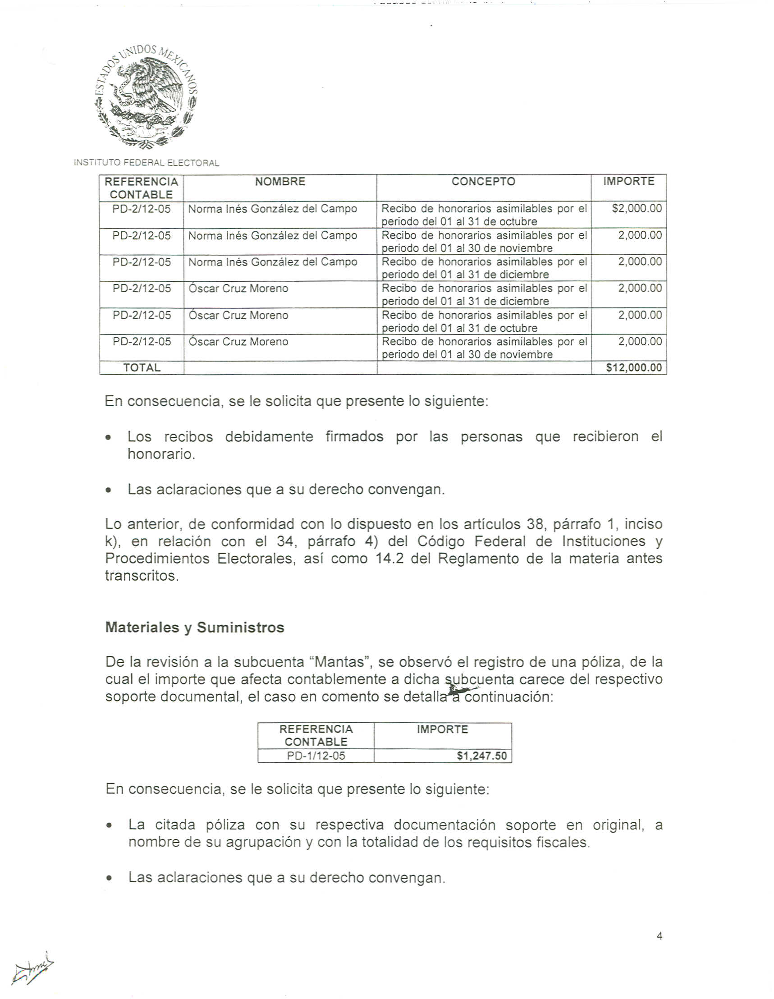 ESTADOS UNIDOS MEXICANOS
INSTITUTO FEDERAL ELECTORAL
REFERENCIA CONTABLE NOMBRE CONCEPTO IMPORTE
PD-2/12-05 Norma Inés González del Campo Recibo de honorarios asimilables por el $2,000.00
periodo del 01 al 31 de octubre
PD-2/12-05 Norma Inés González del Campo Recibo de honorarios asimilables por el 2,000.00
periodo del 01 al 30 de noviembre
PD-2/12-05 Norma Inés González del Campo Recibo de honorarios asimilables por el 2,000.00
periodo del 01 al 31 de diciembre
PD-2/12-05 Óscar Cruz Moreno Recibo de honorarios asimilables por el 2,000.00
periodo del 01 al 31 de diciembre
PD-2/12-05 Óscar Cruz Moreno Recibo de honorarios asimilables por el 2,000.00
periodo del 01 al 31 de octubre
PD-2/12-05 Óscar Cruz Moreno Recibo de honorarios asimilables por el 2,000.00
periodo del 01 al 30 de noviembre
TOTAL $12,000.00
En consecuencia, se le solicita que presente lo siguiente:
• Los recibos debidamente firmados por las personas que recibieron el
honorario.
• Las aclaraciones que a su derecho convengan.
Lo anterior, de conformidad con lo dispuesto en los artículos 38, párrafo 1, inciso
k), en relación con el 34, párrafo 4) del Código Federal de Instituciones y
Procedimientos Electorales, así como 14.2 del Reglamento de la materia antes
transcritos.
Materiales y Suministros
De la revisión a la subcuenta “Mantas”, se observó el registro de una póliza, de la
cual el importe que afecta contablemente a dicha subcuenta carece del respectivo
soporte documental, el caso en comento se detalla a continuación:
REFERENCIA CONTABLE IMPORTE
PD-1/12-05 $1,247.50
En consecuencia, se le solicita que presente lo siguiente:
• La citada póliza con su respectiva documentación soporte en original, a
nombre de su agrupación y con la totalidad de los requisitos fiscales.
• Las aclaraciones que a su derecho convengan.
4